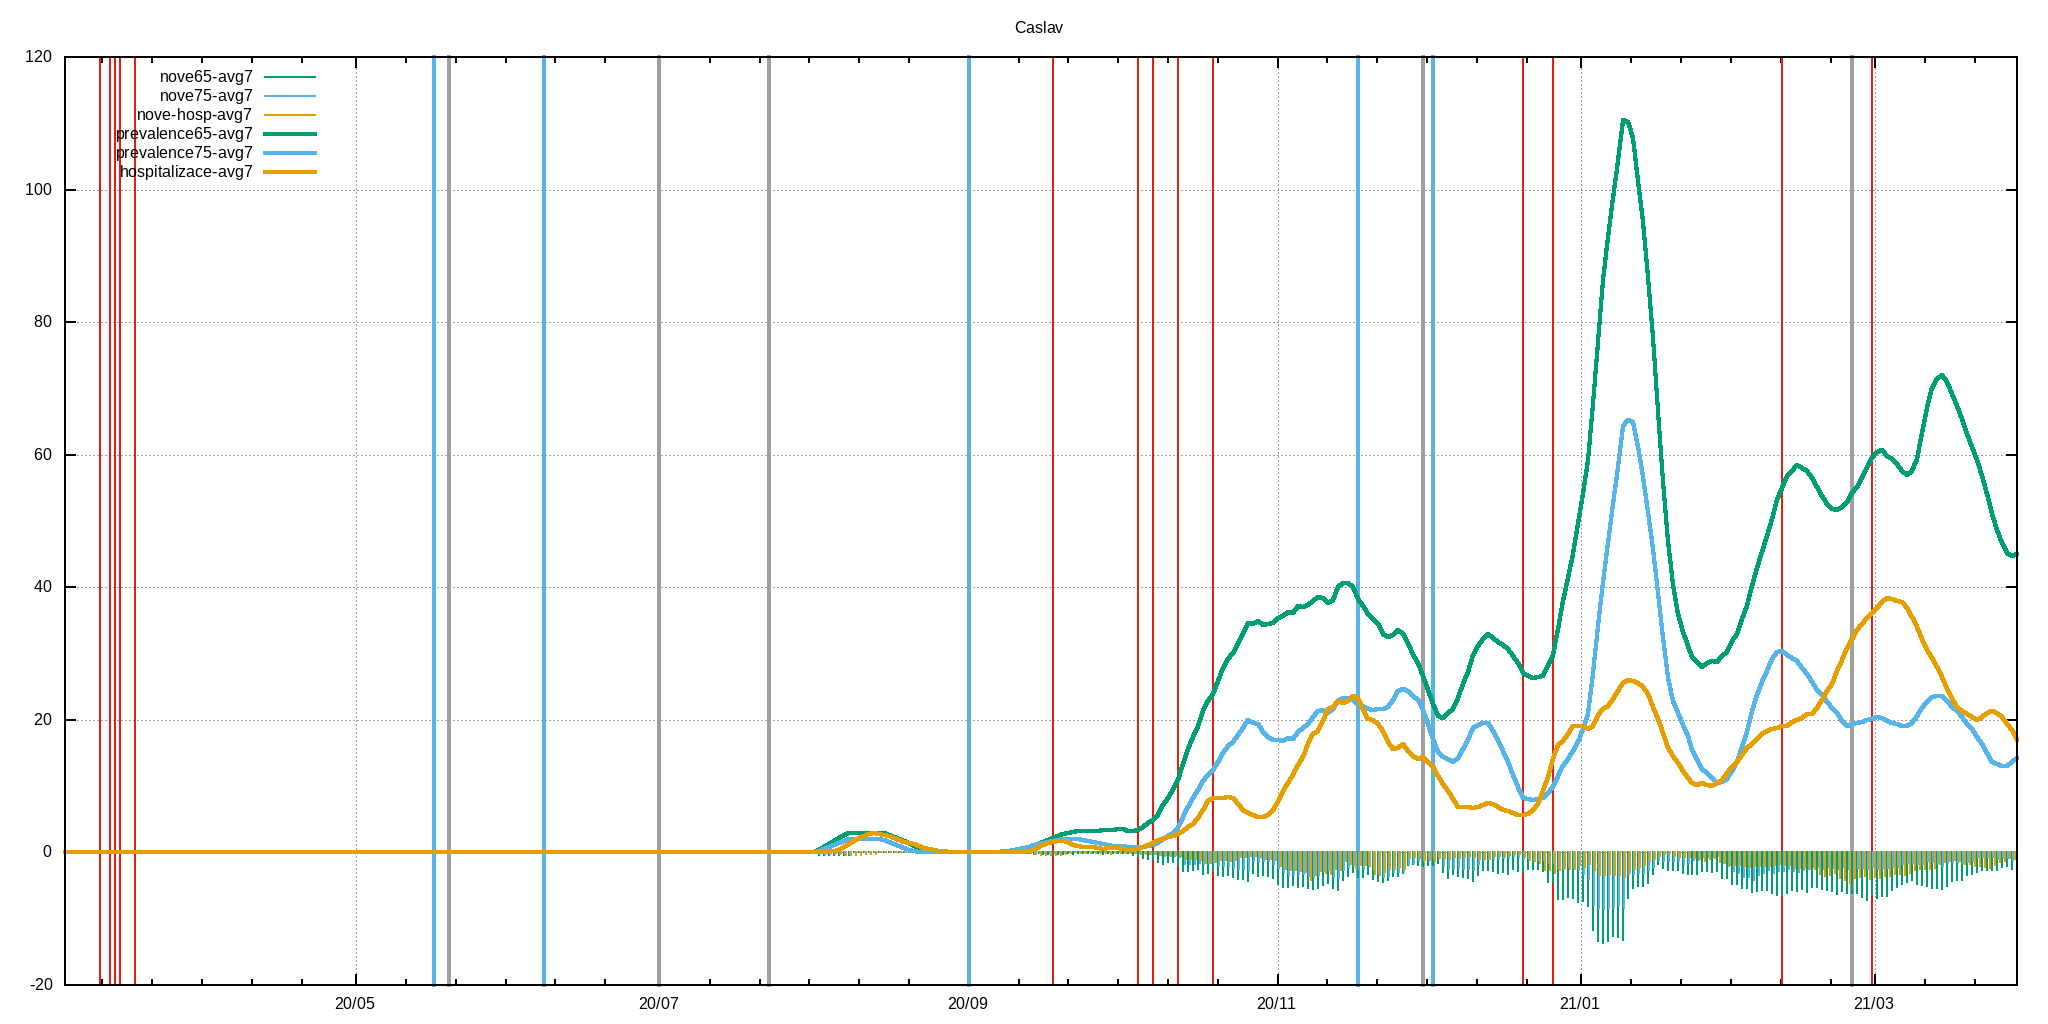 Caslav
120
nove65-avg7
nove75-avg7
nove-hosp-avg7
prevalence65-avg7
prevalence75-avg7
hospitalizace-avg7
100
80
60
40
20
0
-20
20/05 20/07 20/09 20/11 21/01 21/03